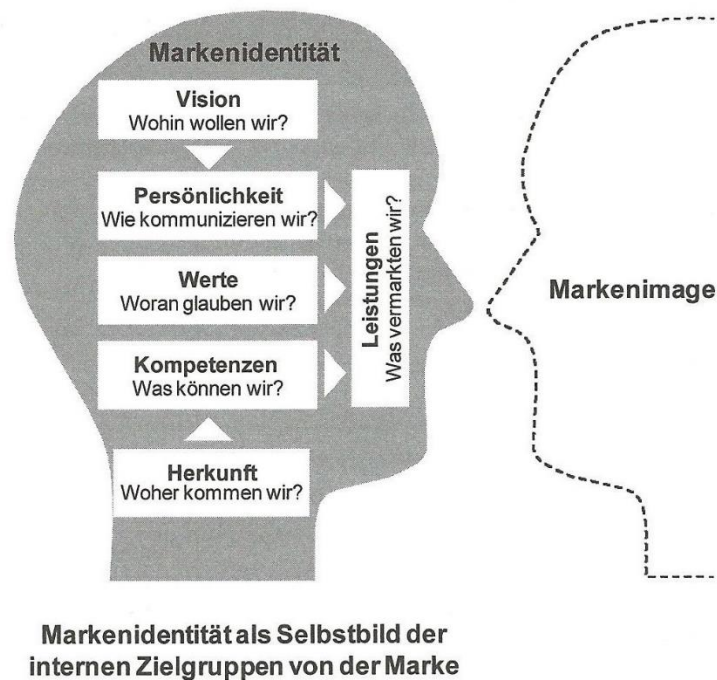 Markenidentität
Vision
Wohin wollen wir?
Persönlichkeit
Wie kommunizieren wir?
Werte
Woran glauben wir?
Kompetenzen
Was können wir?
Herkunft
Woher kommen wir?
Leistungen
Was vermarkten wir?
Markenimage
Markenidentität als Selbstbild der
internen Zielgruppen von der Marke